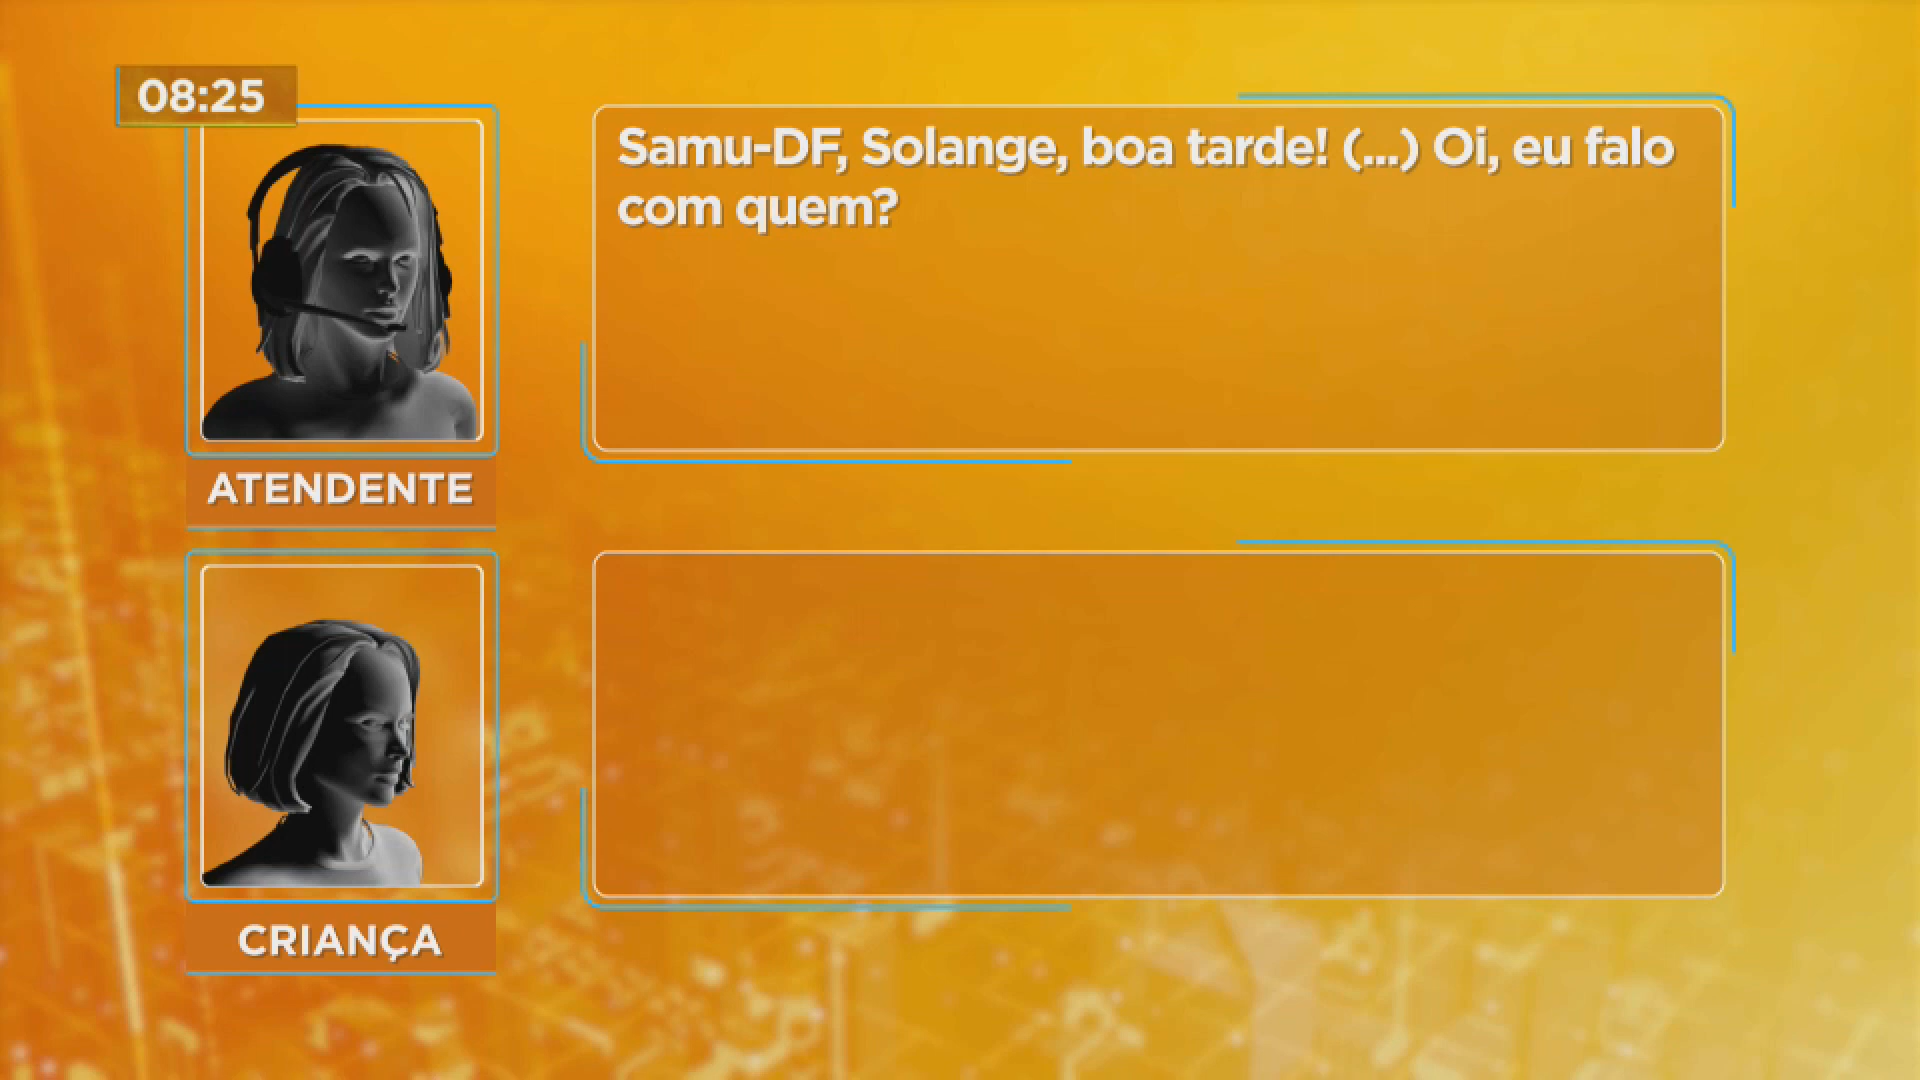 08:25
Samu-DF, Solange, boa tarde! (...) Oi, eu falo
com quem?
ATENDENTE
CRIANÇA